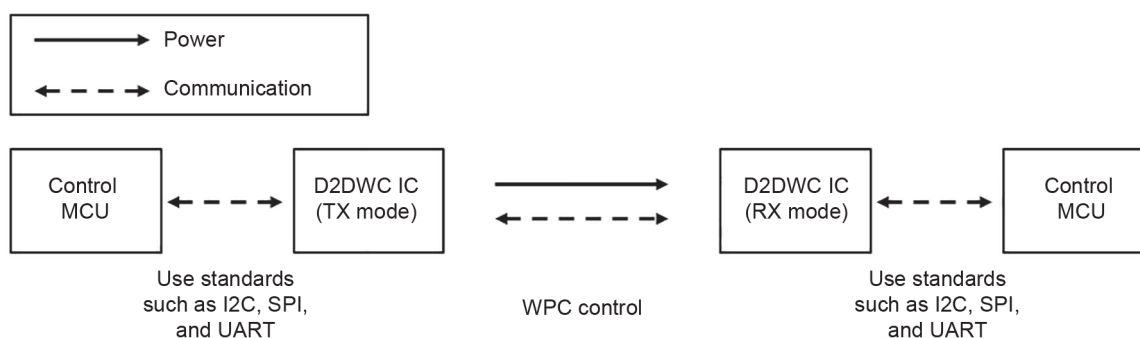 Power
Communication
Control
MCU
D2DWC IC
(TX mode)
D2DWC IC
(RX mode)
Control
MCU
Use standards
such as I2C, SPI,
and UART
WPC control
Use standards
such as I2C, SPI,
and UART